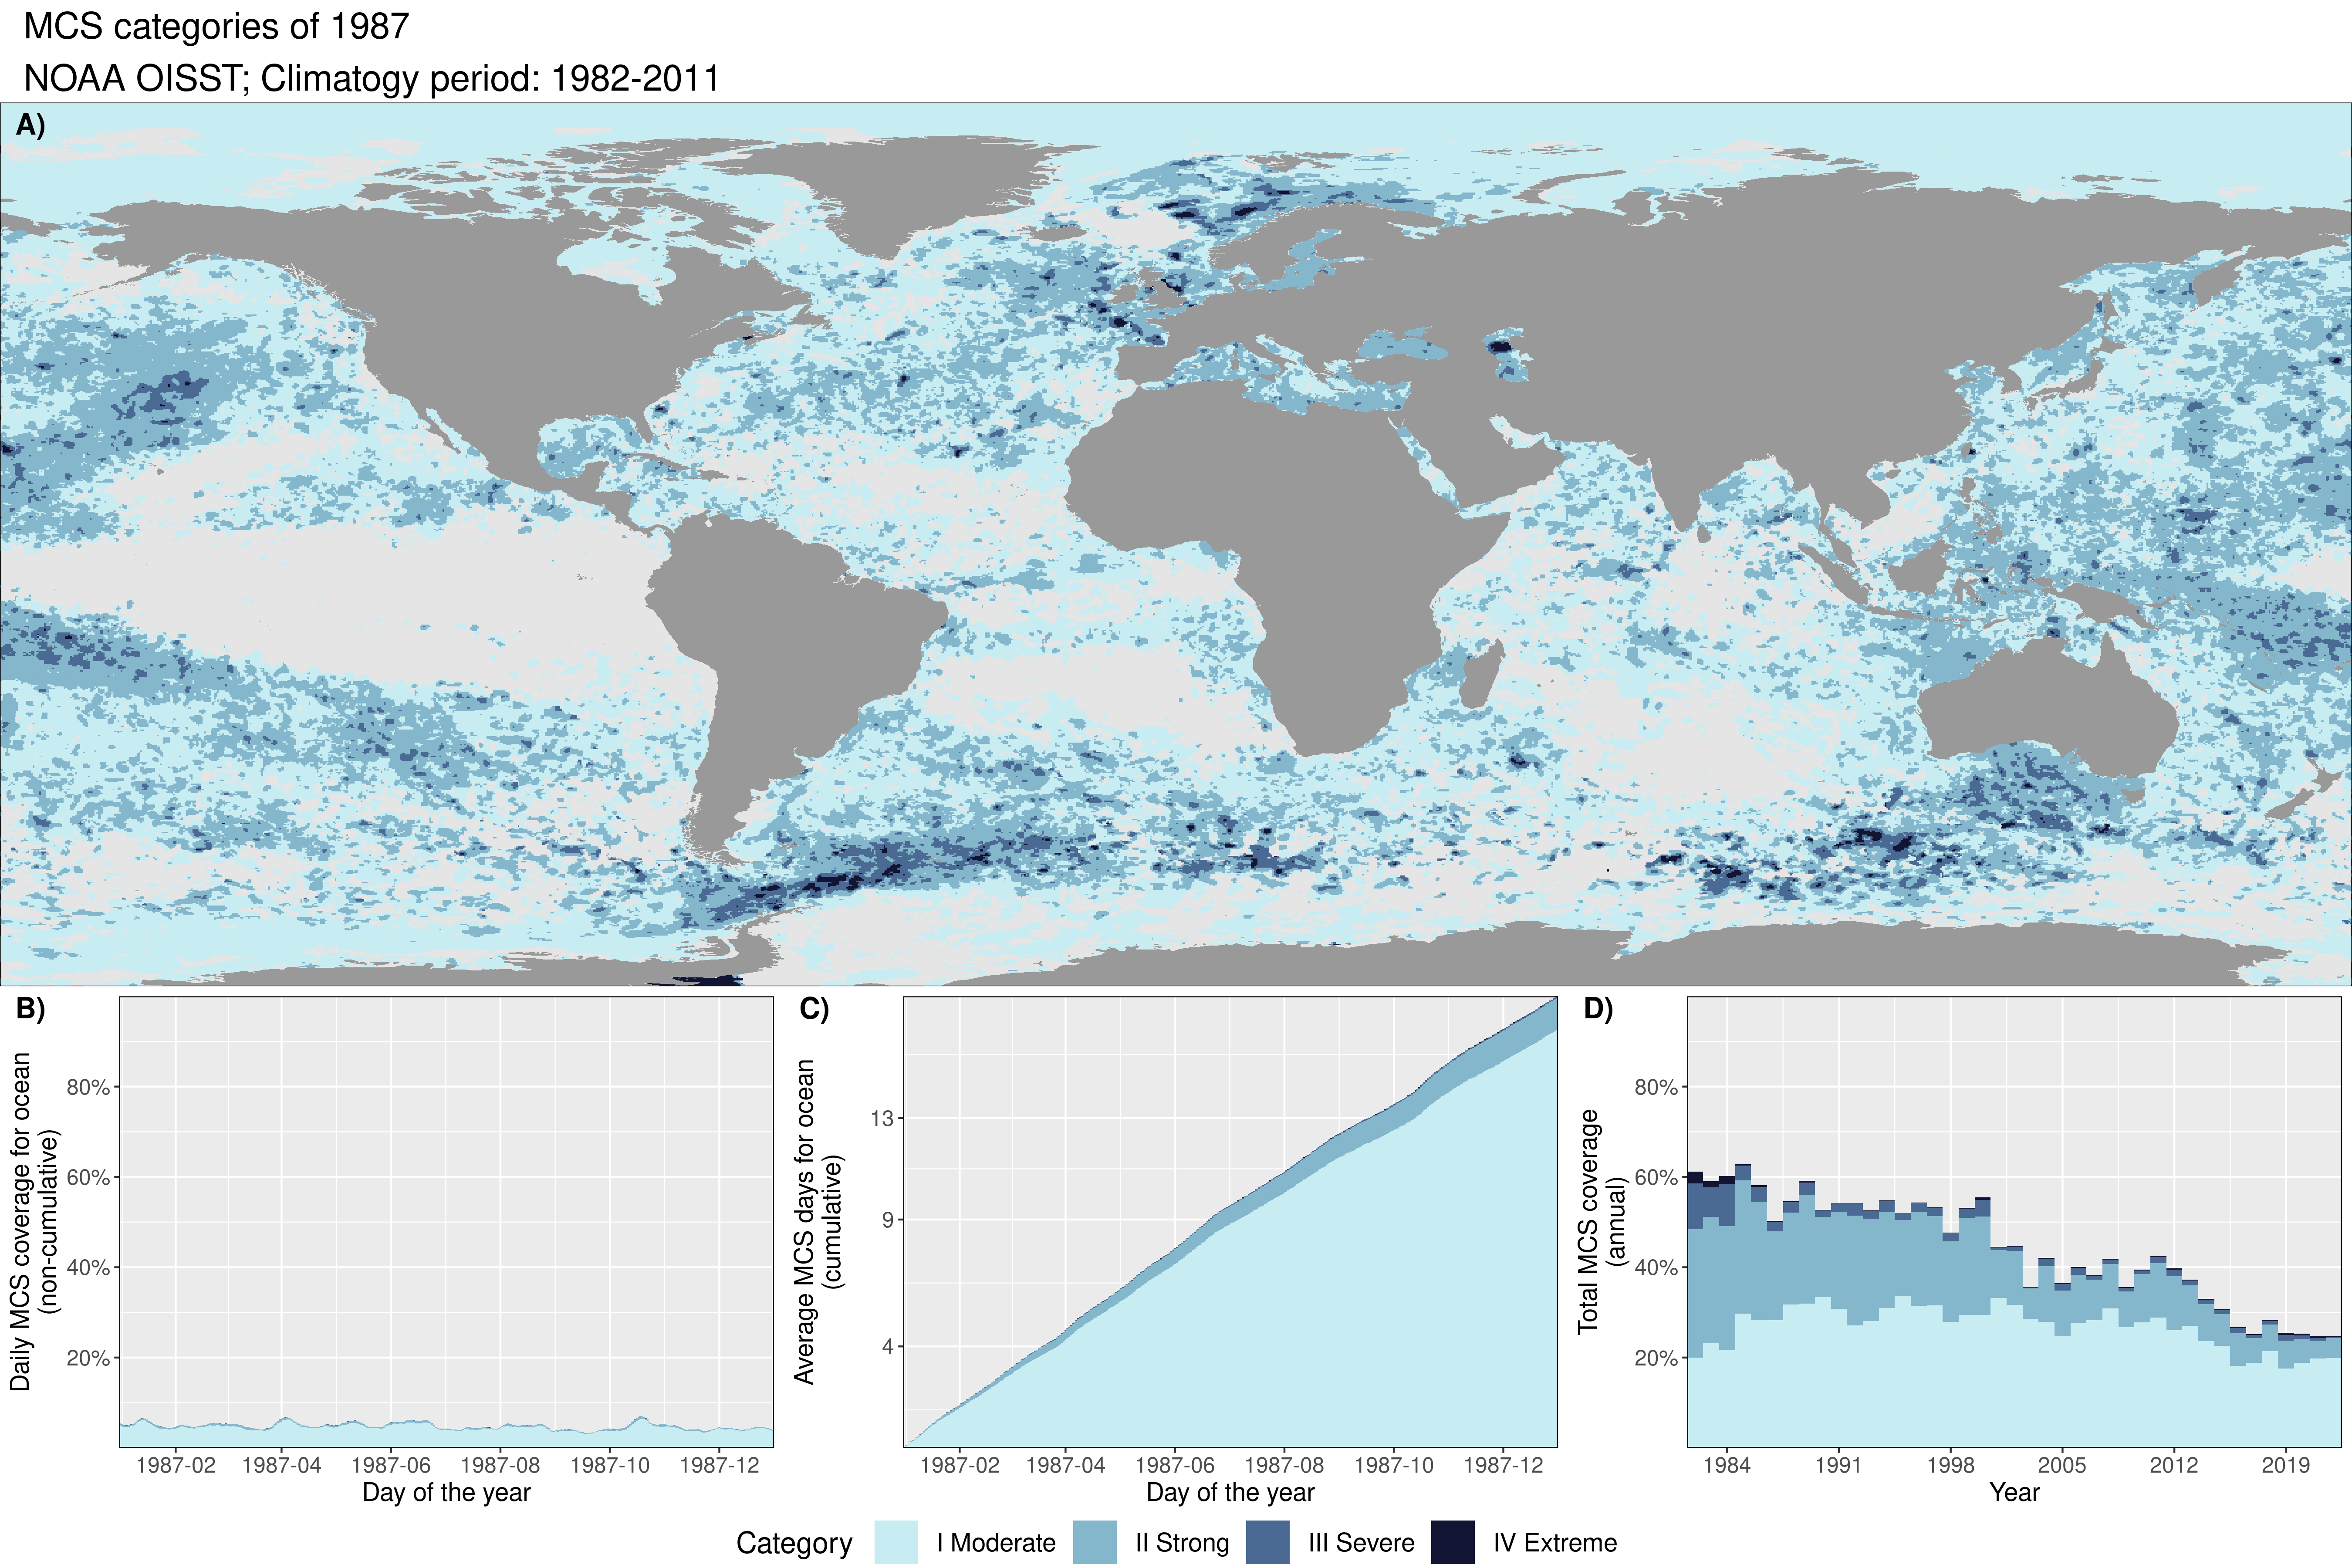 MCS categories of 1987
NOAA OISST; Climatogy period: 1982-2011
A)
B)
Daily MCS coverage for ocean
(non-cumulative)
80%
60%
40%
20%
1987-02 1987-04 1987-06 1987-08 1987-10 1987-12
Day of the year
C)
Average MCS days for ocean
(cumulative)
13
9
4
1987-02 1987-04 1987-06 1987-08 1987-10 1987-12
Day of the year
D)
Total MCS coverage
(annual)
80%
60%
40%
20%
1984 1991 1998 2005 2012 2019
Year
Category I Moderate II Strong III Severe IV Extreme